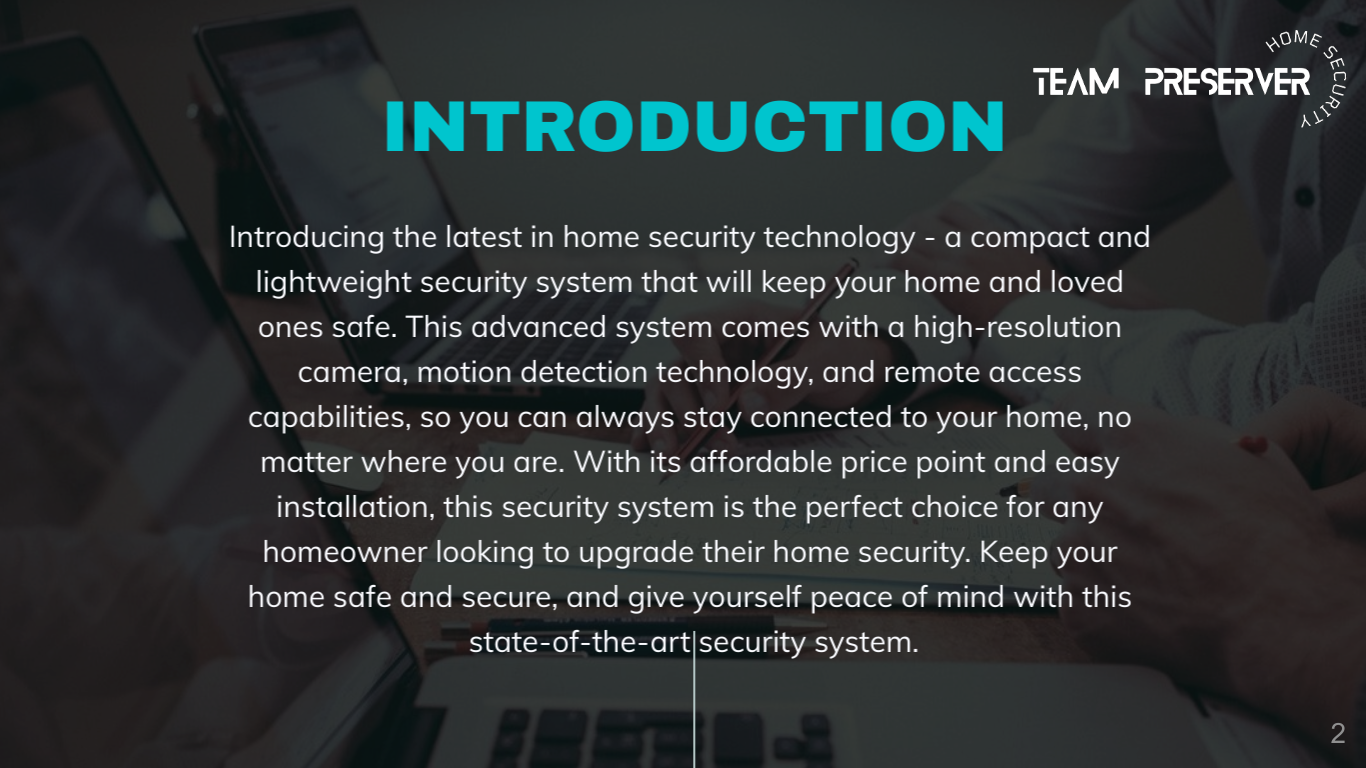 HOME SECURITY
TEAM PRESERVER
INTRODUCTION
Introducing the latest in home security technology - a compact and
lightweight security system that will keep your home and loved
ones safe. This advanced system comes with a high-resolution
camera, motion detection technology, and remote access
capabilities, so you can always stay connected to your home, no
matter where you are. With its affordable price point and easy
installation, this security system is the perfect choice for any
homeowner looking to upgrade their home security. Keep your
home safe and secure, and give yourself peace of mind with this
state-of-the-art security system.
2